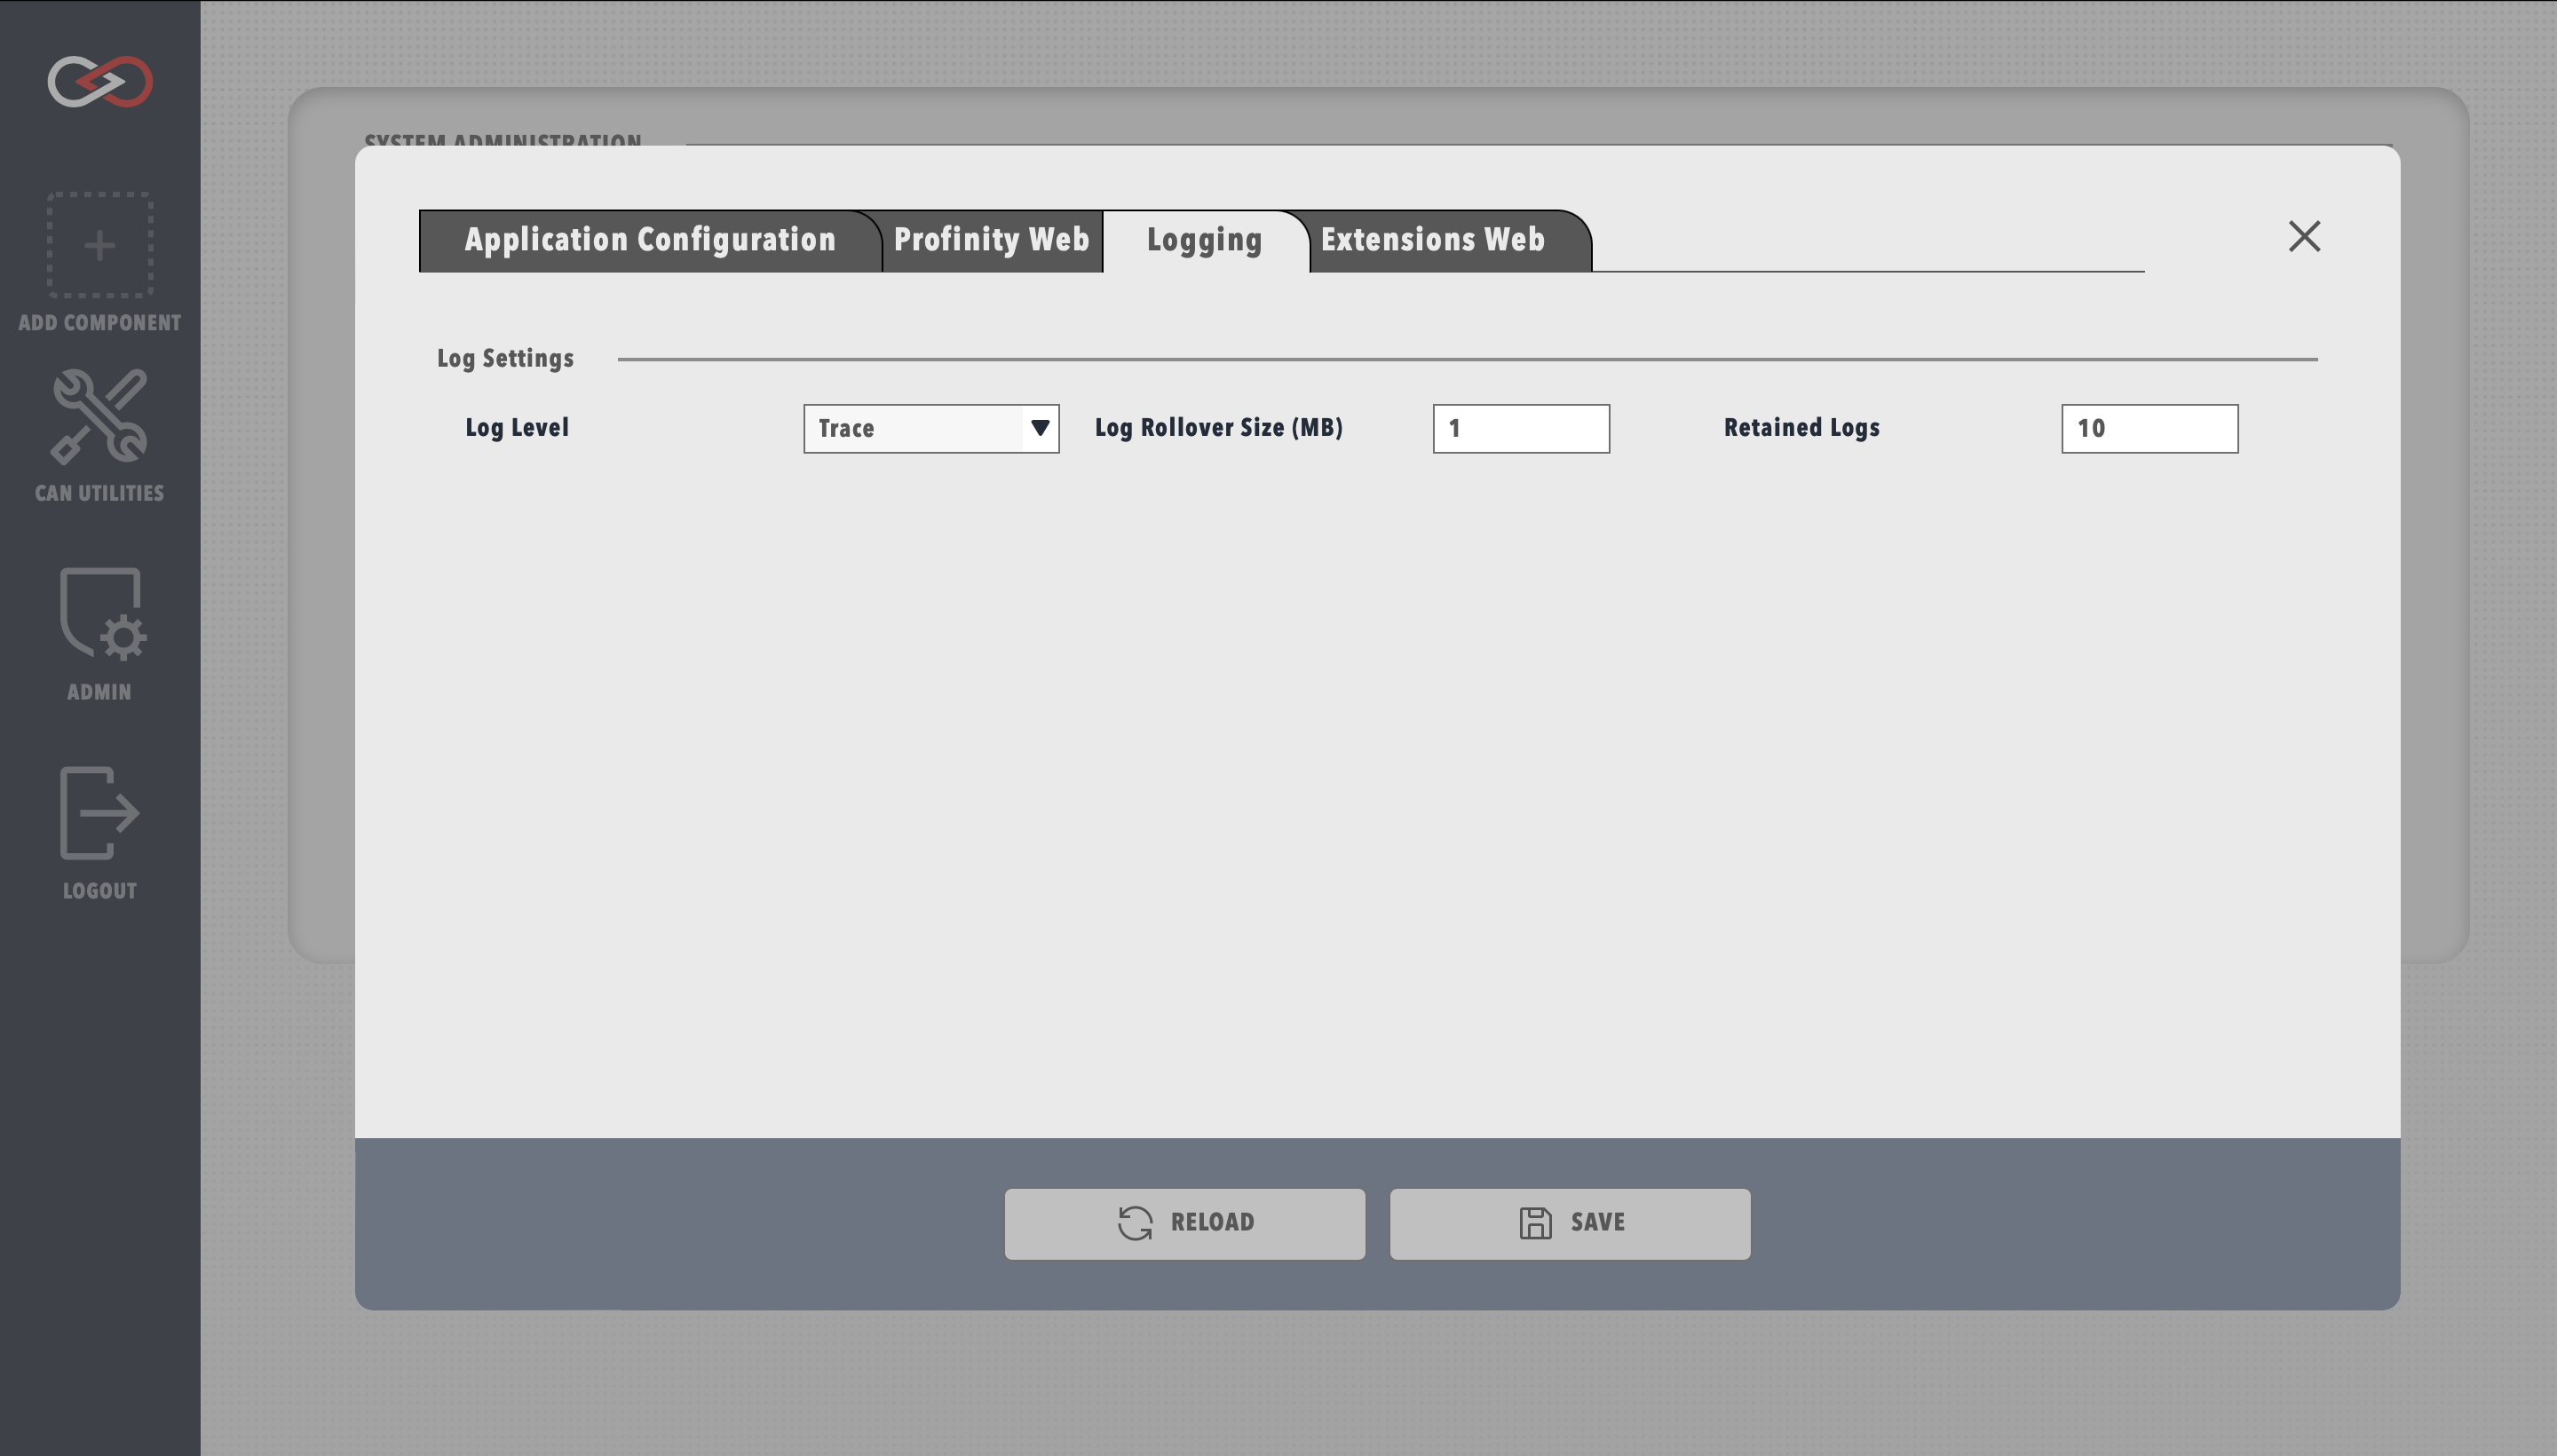 SYSTEM ADMINISTRATION
Application Configuration
Profinity Web
Logging
Extensions Web
ADD COMPONENT
Log Settings
Log Level
Trace
Log Rollover Size (MB)
1
Retained Logs
10
CAN UTILITIES
ADMIN
LOGOUT
RELOAD
SAVE